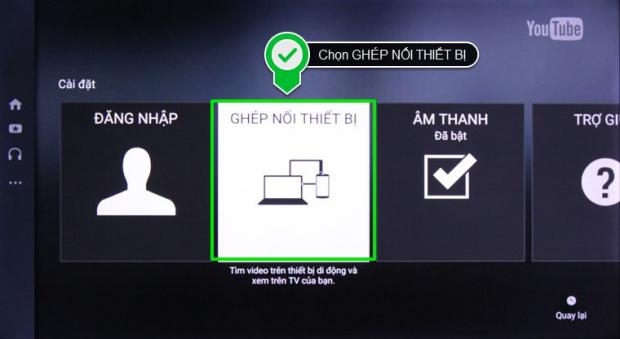 YouTube
Chọn GHÉP NỐI THIẾT BỊ
Cài đặt
ĐĂNG NHẬP
GHÉP NỐI THIẾT BỊ
ÂM THANH
Đã bật
TRỢ GI
Tìm video trên thiết bị di động và
xem trên TV của bạn.
Quay lại